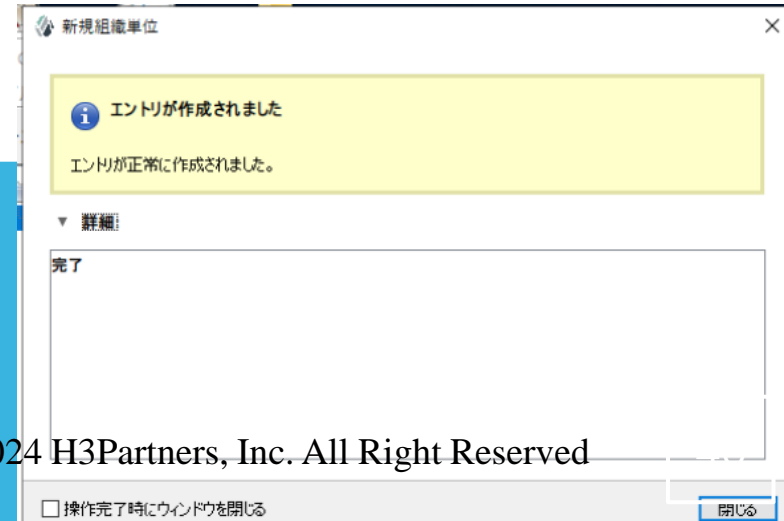 新規組織単位
エントリが作成されました
エントリが正常に作成されました。
詳細
完了
024 H3Partners, Inc. All Right Reserved
操作完了時にウィンドウを閉じる
閉じる